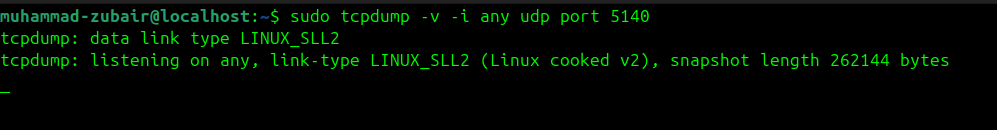 muhammad-zubair@localhost:~$ sudo tcpdump -v -i any udp port 5140
tcpdump: data link type LINUX_SLL2
tcpdump: listening on any, link-type LINUX_SLL2 (Linux cooked v2), snapshot length 262144 bytes